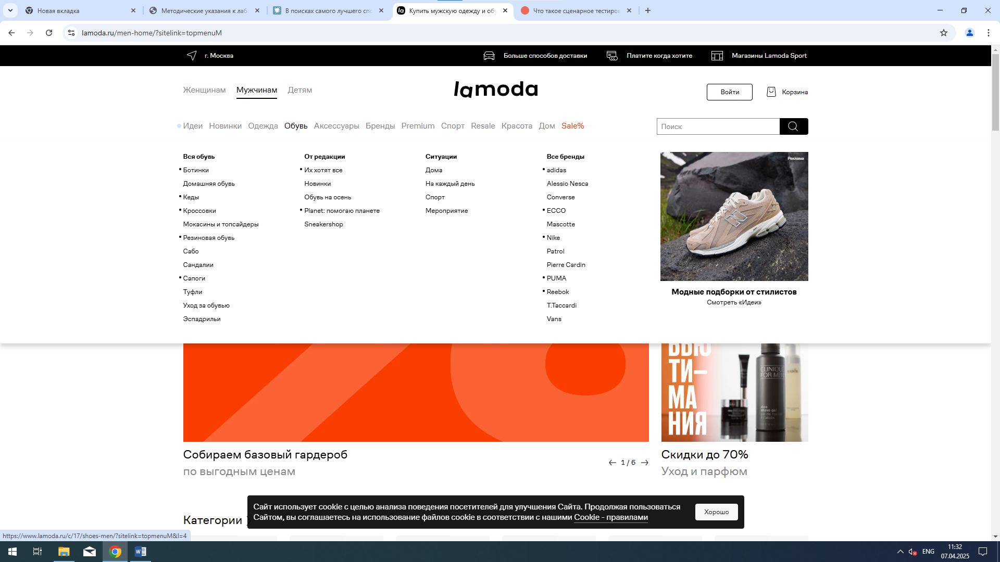 Новая вкладка
Методические указания к лаб
В поисках самого лучшего спо
Купить мужскую одежду и обу
Что такое сценарное тестиров
lamoda.ru/men-home/?sitelink=topmenuM
г. Москва
Больше способов доставки
Платите когда хотите
Магазины Lamoda Sport
Женщинам Мужчинам Детям
lamoda
Войти
Корзина
Идеи Новинки Одежда Обувь Аксессуары Бренды Premium Спорт Resale Красота Дом Sale%
Поиск
Вся обувь
Ботинки
Домашняя обувь
Кеды
Кроссовки
Мокасины и топсайдеры
Резиновая обувь
Сабо
Сандалии
Сапоги
Туфли
Уход за обувью
Эспадрильи
От редакции
Их хотят все
Новинки
Обувь на осень
Planet: помогаю планете
Sneakershop
Ситуации
Дома
На каждый день
Спорт
Мероприятие
Все бренды
adidas
Alessio Nesca
Converse
ECCO
Mascotte
Nike
Patrol
Pierre Cardin
PUMA
Reebok
T.Taccardi
Vans
Реклама
Модные подборки от стилистов
Смотреть «Идеи»
ТИ–
МА
НИЯ
CLINIQUE
FOR MEN
aloe
shave gel
Собираем базовый гардероб
по выгодным ценам
1 / 6
Скидки до 70%
Уход и парфюм
Категории
Сайт использует cookie с целью анализа поведения посетителей для улучшения Сайта. Продолжая пользоваться
Сайтом, вы соглашаетесь на использование файлов cookie в соответствии с нашими Cookie - правилами
Хорошо
https://www.lamoda.ru/c/17/shoes-men/?sitelink=topmenuM&l=4
ENG
11:32
07.04.2025